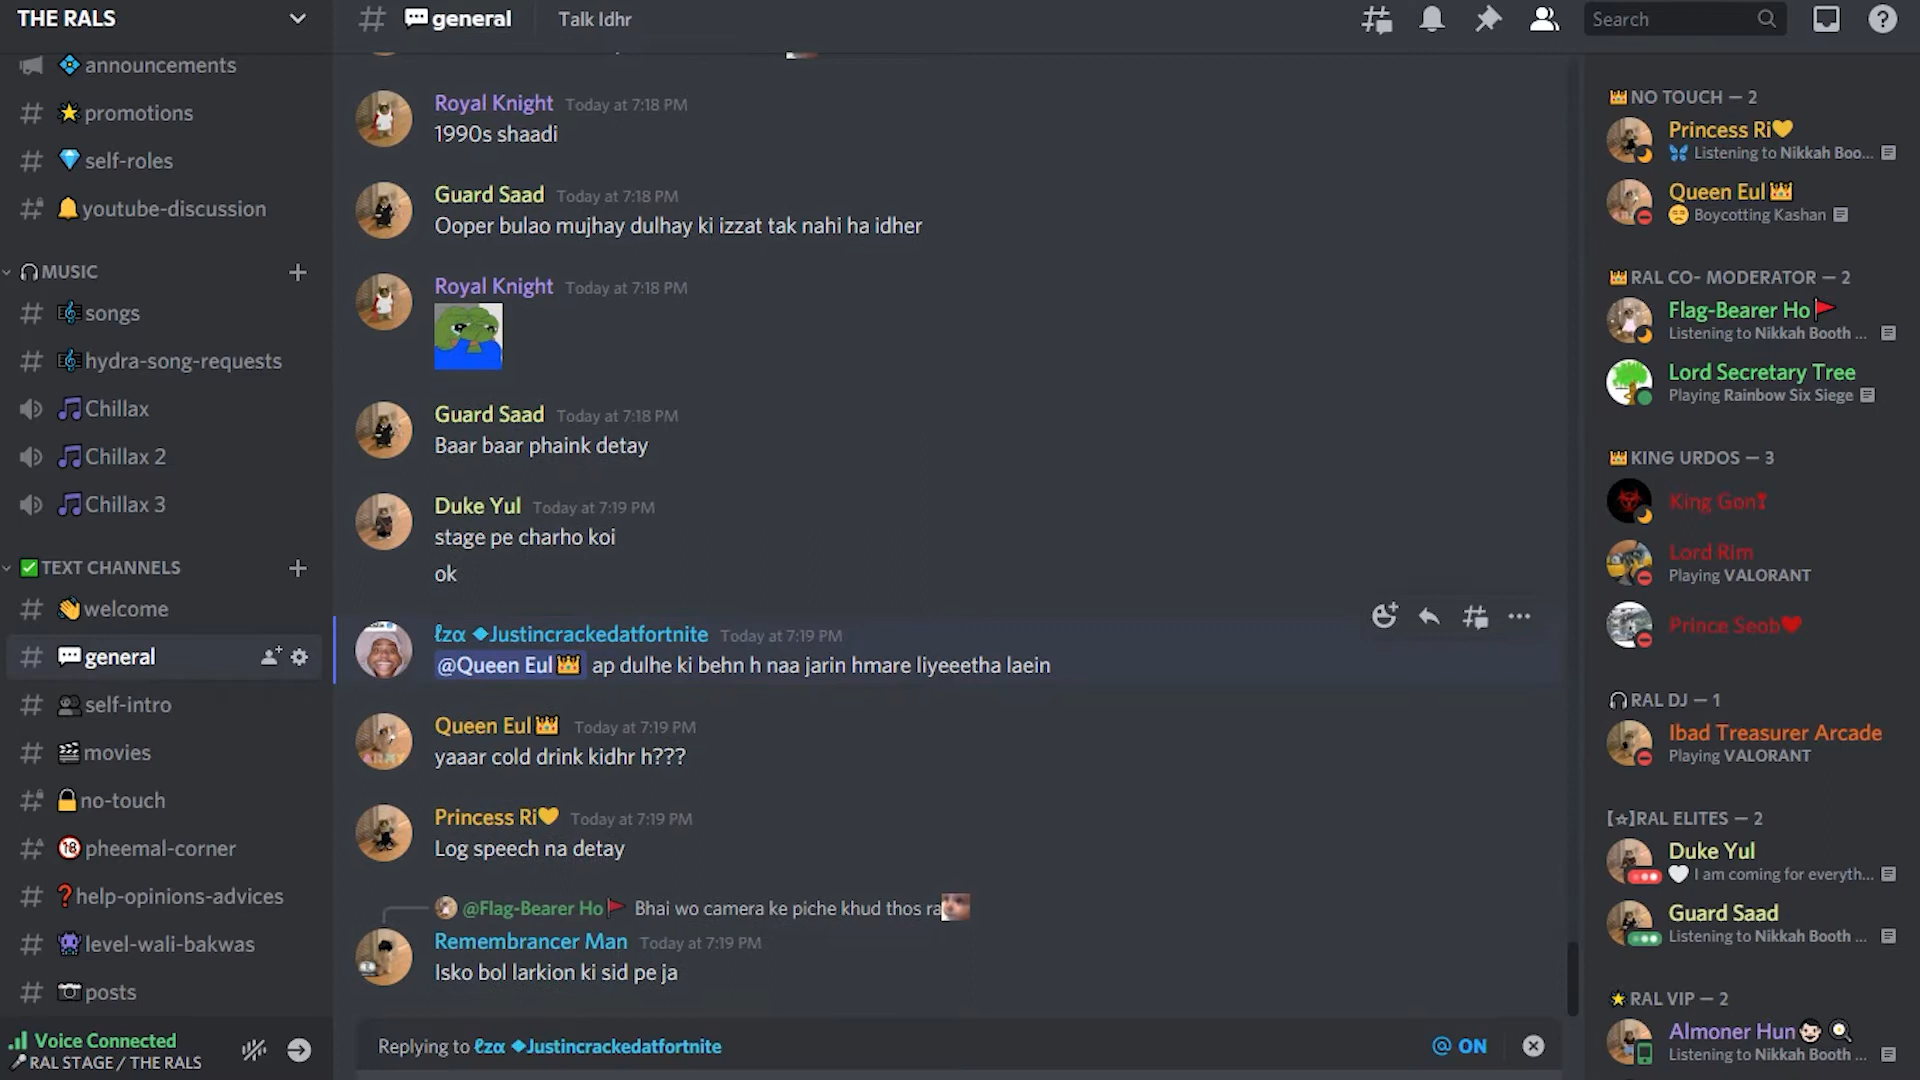 THE RALS
announcements
promotions
self-roles
youtube-discussion
MUSIC
songs
hydra-song-requests
Chillax
Chillax 2
Chillax 3
TEXT CHANNELS
welcome
general
self-intro
movies
no-touch
pheemal-corner
help-opinions-advices
level-wali-bakwas
posts
Voice Connected
RAL STAGE / THE RALS
general
Talk Idhr
Search
Royal Knight Today at 7:18 PM
1990s shaadi
Guard Saad Today at 7:18 PM
Ooper bulao mujhay dulhay ki izzat tak nahi ha idher
Royal Knight Today at 7:18 PM
Guard Saad Today at 7:18 PM
Baar baar phaink detay
Duke Yul Today at 7:19 PM
stage pe charho koi
ok
ℓzα ◆Justincrackedatfortnite Today at 7:19 PM
@Queen Eul👑 ap dulhe ki behn h naa jarin hmare liyeeetha laein
Queen Eul👑 Today at 7:19 PM
yaaar cold drink kidhr h???
Princess Ri💛 Today at 7:19 PM
Log speech na detay
@Flag-Bearer Ho🚩 Bhai wo camera ke piche khud thos ra
Remembrancer Man Today at 7:19 PM
Isko bol larkion ki sid pe ja
Replying to ℓzα ◆Justincrackedatfortnite
@ ON
👑NO TOUCH — 2
Princess Ri💛
Listening to Nikkah Boo...
Queen Eul👑
Boycotting Kashan
👑RAL CO- MODERATOR — 2
Flag-Bearer Ho🚩
Listening to Nikkah Booth ...
Lord Secretary Tree
Playing Rainbow Six Siege
👑KING URDOS — 3
King Gon❣
Lord Rim
Playing VALORANT
Prince Seob❤
🎧RAL DJ — 1
Ibad Treasurer Arcade
Playing VALORANT
[☆]RAL ELITES — 2
Duke Yul
I am coming for everyth...
Guard Saad
Listening to Nikkah Booth ...
🌟RAL VIP — 2
Almoner Hun
Listening to Nikkah Booth ...